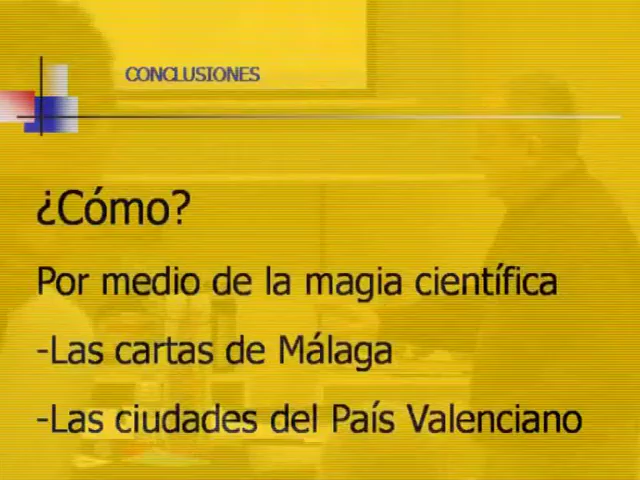 CONCLUSIONES
¿Cómo?
Por medio de la magia científica
-Las cartas de Málaga
-Las ciudades del País Valenciano